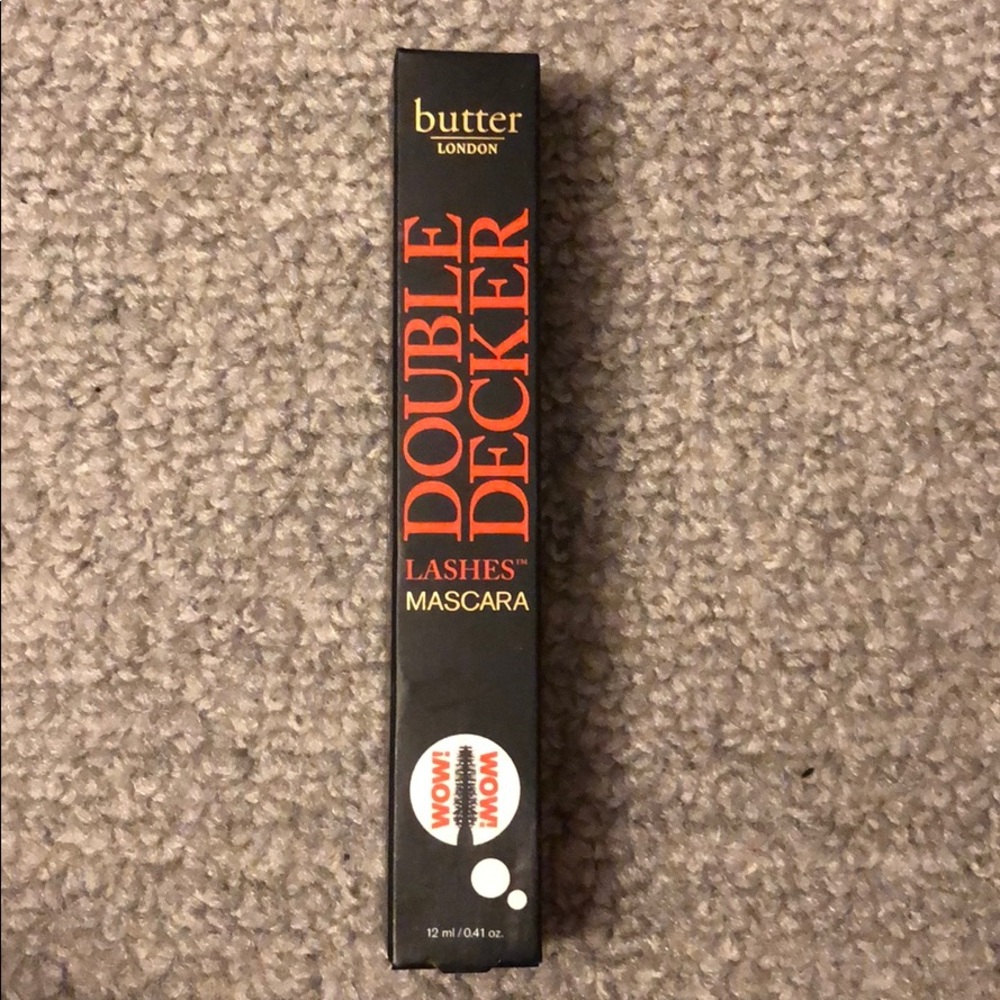 butter
LONDON
DOUBLE
DECKER
LASHES™
MASCARA
WOW!
WOW!
12 ml / 0.41 oz.